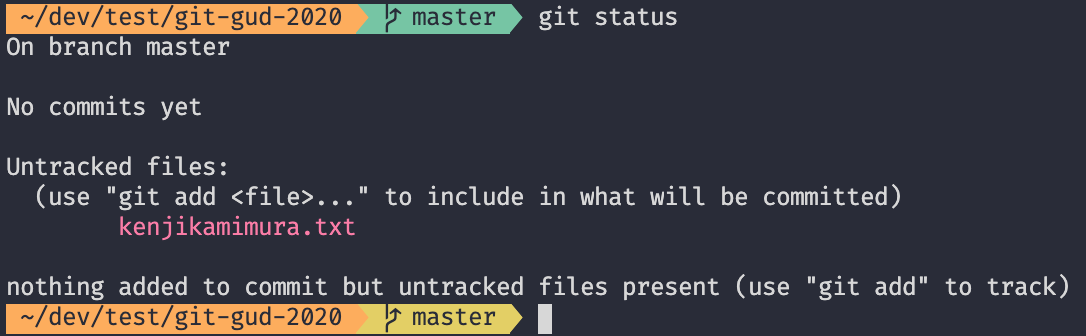 ~/dev/test/git-gud-2020 master git status
On branch master
No commits yet
Untracked files:
(use "git add <file>..." to include in what will be committed)
kenjikamimura.txt
nothing added to commit but untracked files present (use "git add" to track)
~/dev/test/git-gud-2020 master